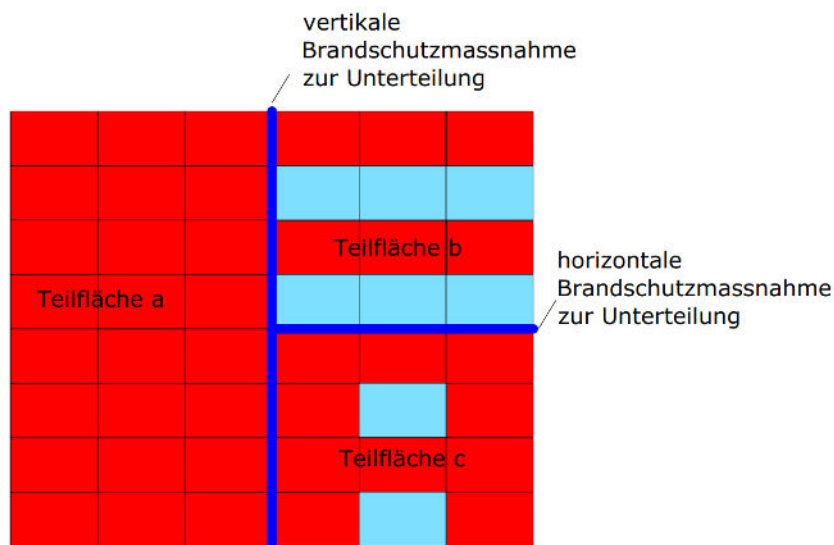 vertikale
Brandschutzmassnahme
zur Unterteilung
Teilfläche b
horizontale
Brandschutzmassnahme
zur Unterteilung
Teilfläche a
Teilfläche c